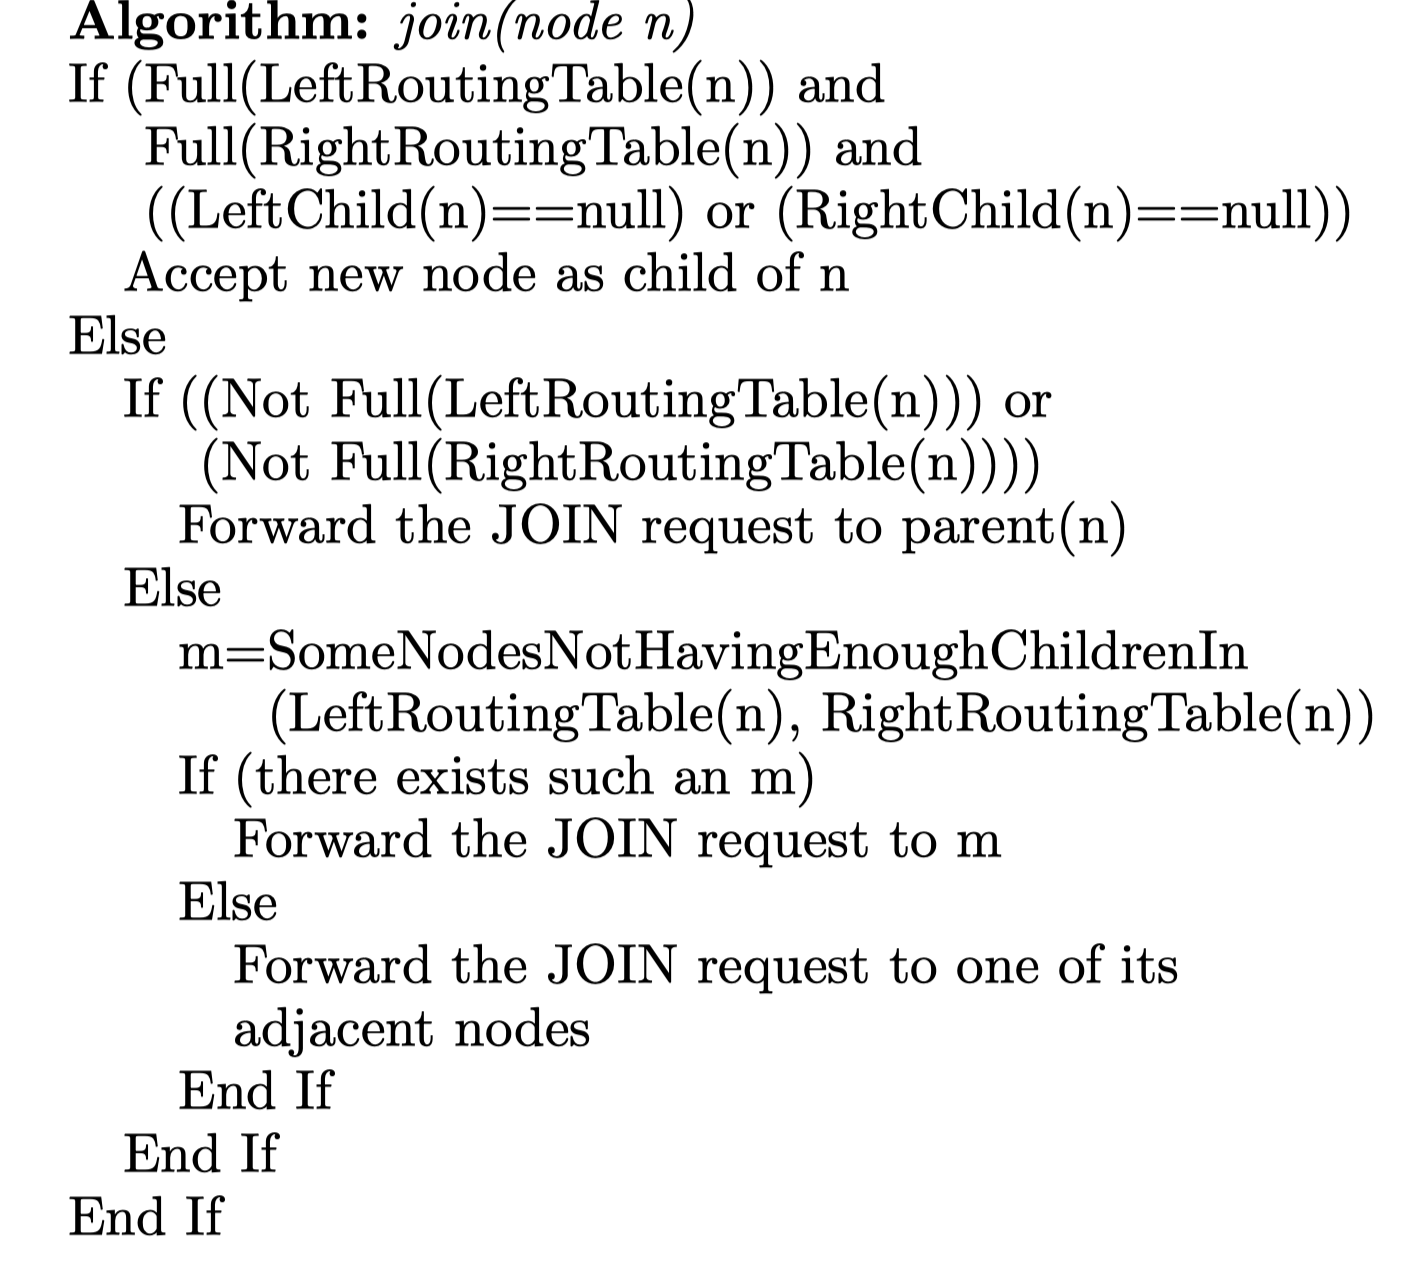 Algorithm: join(node n)
If (Full(LeftRoutingTable(n)) and
Full(RightRoutingTable(n)) and
((LeftChild(n)==null) or (RightChild(n)==null))
Accept new node as child of n
Else
If ((Not Full(LeftRoutingTable(n))) or
(Not Full(RightRoutingTable(n))))
Forward the JOIN request to parent(n)
Else
m=SomeNodesNotHavingEnoughChildrenIn
(LeftRoutingTable(n), RightRoutingTable(n))
If (there exists such an m)
Forward the JOIN request to m
Else
Forward the JOIN request to one of its
adjacent nodes
End If
End If
End If